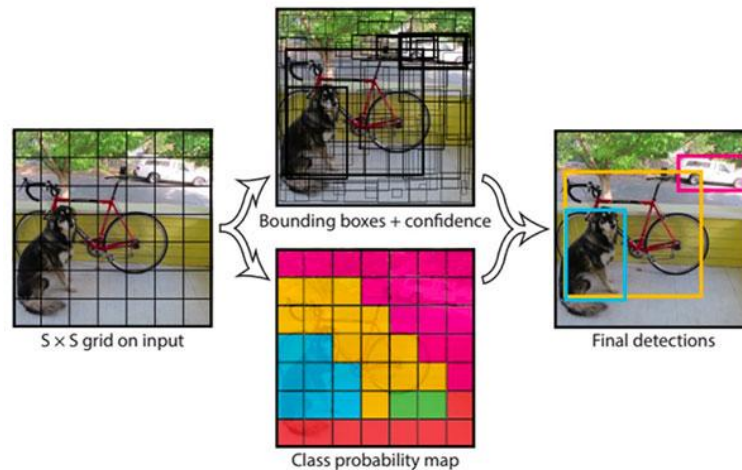 Bounding boxes + confidence
S × S grid on input
Final detections
Class probability map